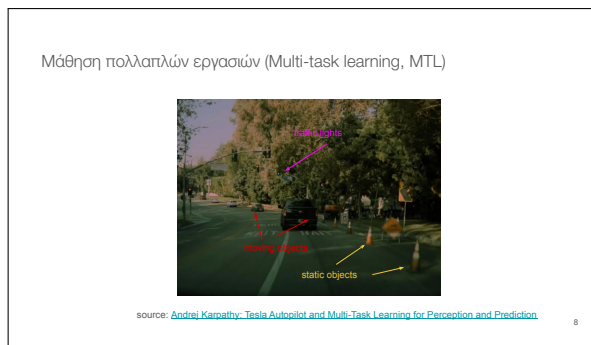 Μάθηση πολλαπλών εργασιών (Multi-task learning, MTL)
traffic lights
moving objects
static objects
source: Andrej Karpathy: Tesla Autopilot and Multi-Task Learning for Perception and Prediction
8